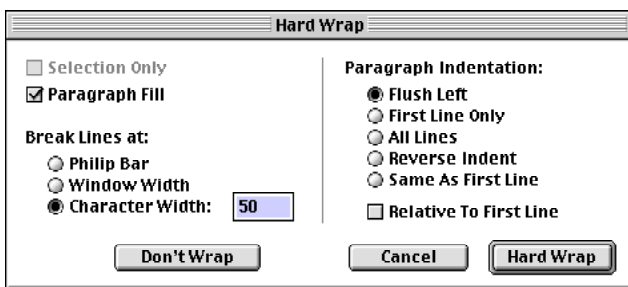 Hard Wrap
Selection Only
Paragraph Fill
Break Lines at:
Philip Bar
Window Width
Character Width: 50
Paragraph Indentation:
Flush Left
First Line Only
All Lines
Reverse Indent
Same As First Line
Relative To First Line
Don't Wrap
Cancel
Hard Wrap